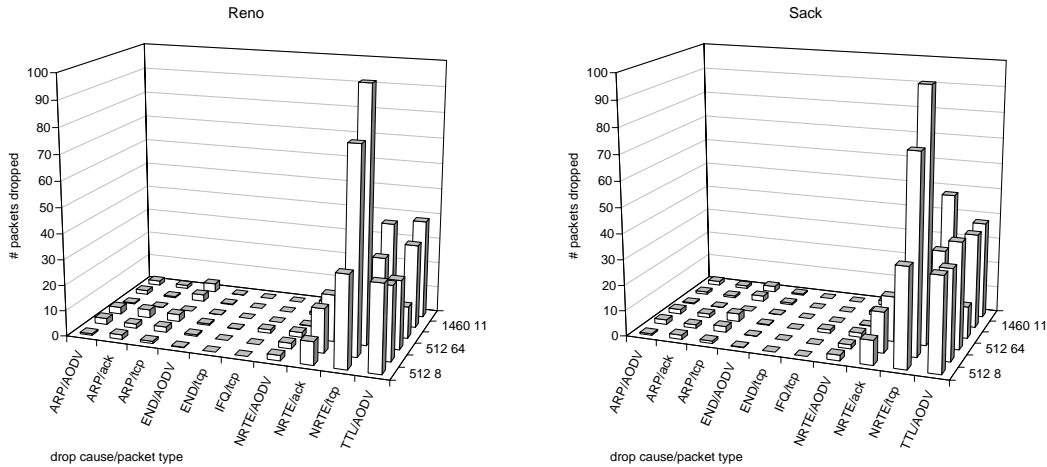 Reno
# packets dropped
100
90
80
70
60
50
40
30
20
10
0
ARP/AODV
ARP/ack
ARP/tcp
END/AODV
END/tcp
IFQ/tcp
NRTE/AODV
NRTE/ack
NRTE/tcp
TTL/AODV
1460 11
512 64
512 8
drop cause/packet type
Sack
# packets dropped
100
90
80
70
60
50
40
30
20
10
0
ARP/AODV
ARP/ack
ARP/tcp
END/AODV
END/tcp
IFQ/tcp
NRTE/AODV
NRTE/ack
NRTE/tcp
TTL/AODV
1460 11
512 64
512 8
drop cause/packet type